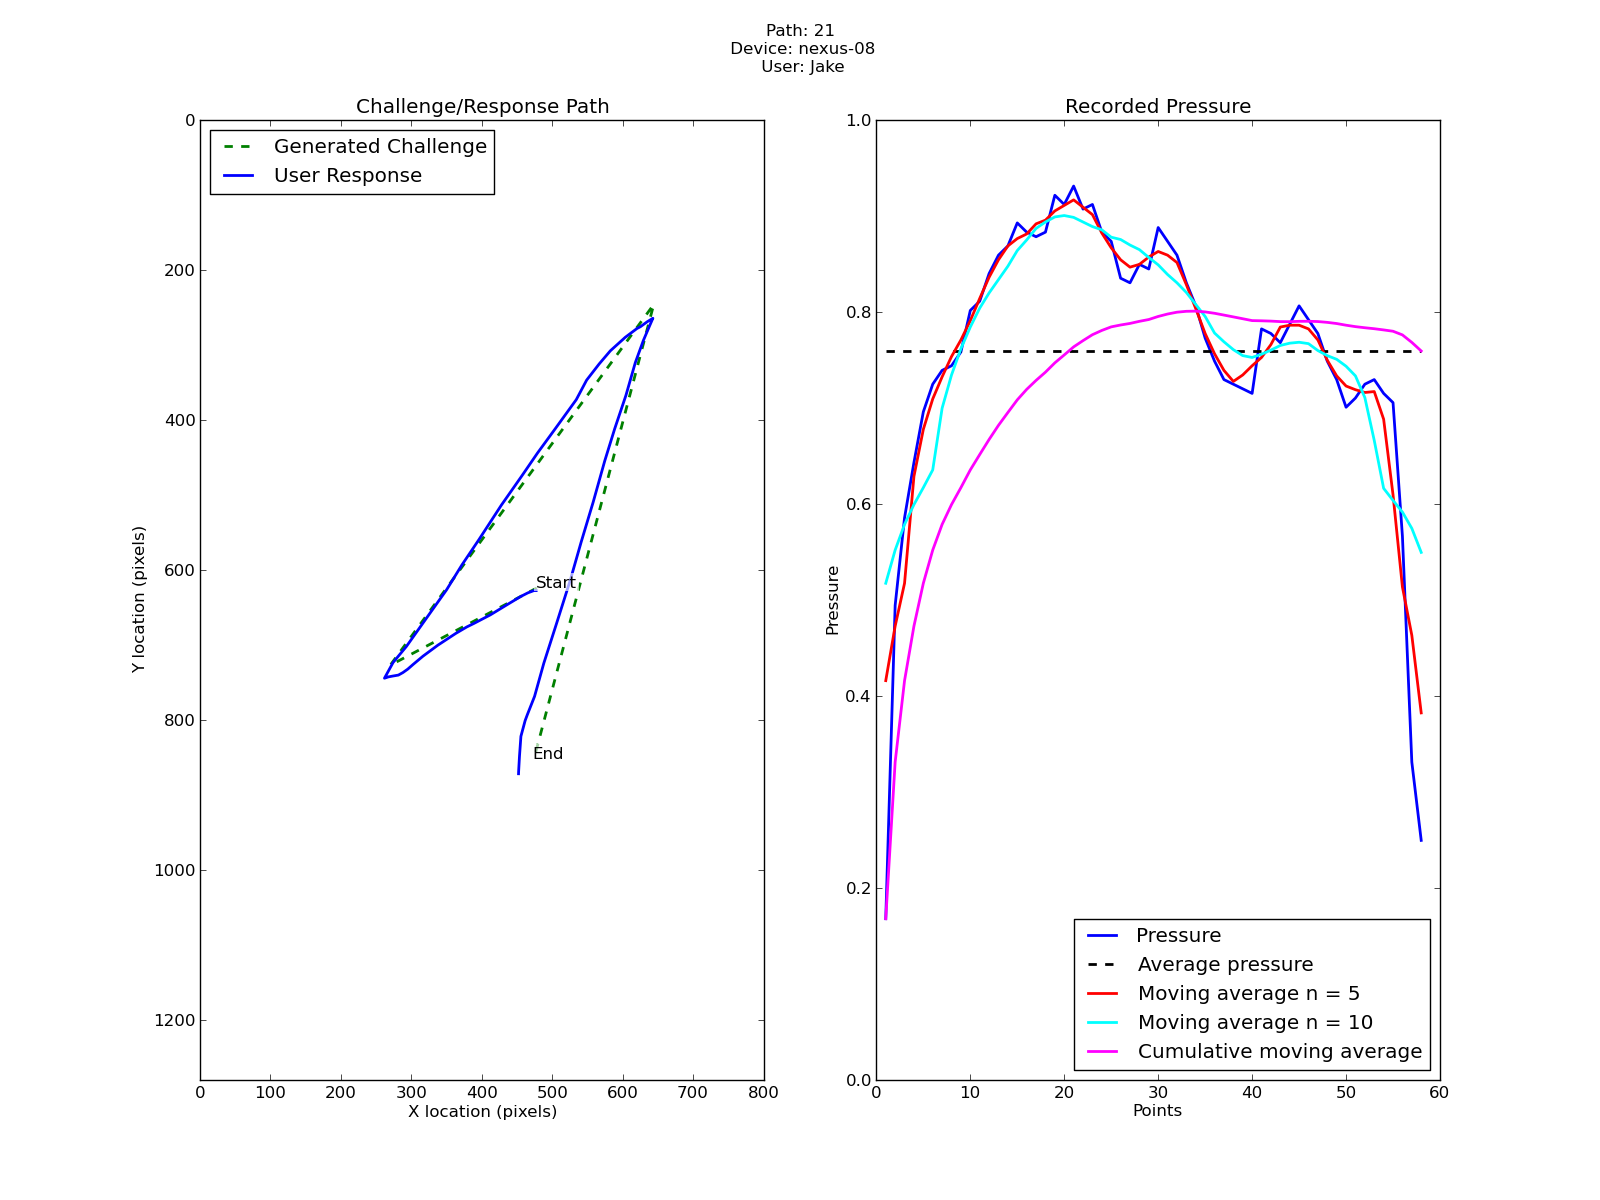 Path: 21
Device: nexus-08
User: Jake
Challenge/Response Path
Generated Challenge
User Response
0
200
400
600
800
1000
1200
Y location (pixels)
Start
End
0 100 200 300 400 500 600 700 800
X location (pixels)
Recorded Pressure
1.0
0.8
0.6
0.4
0.2
0.0
Pressure
Pressure
Average pressure
Moving average n = 5
Moving average n = 10
Cumulative moving average
0 10 20 30 40 50 60
Points